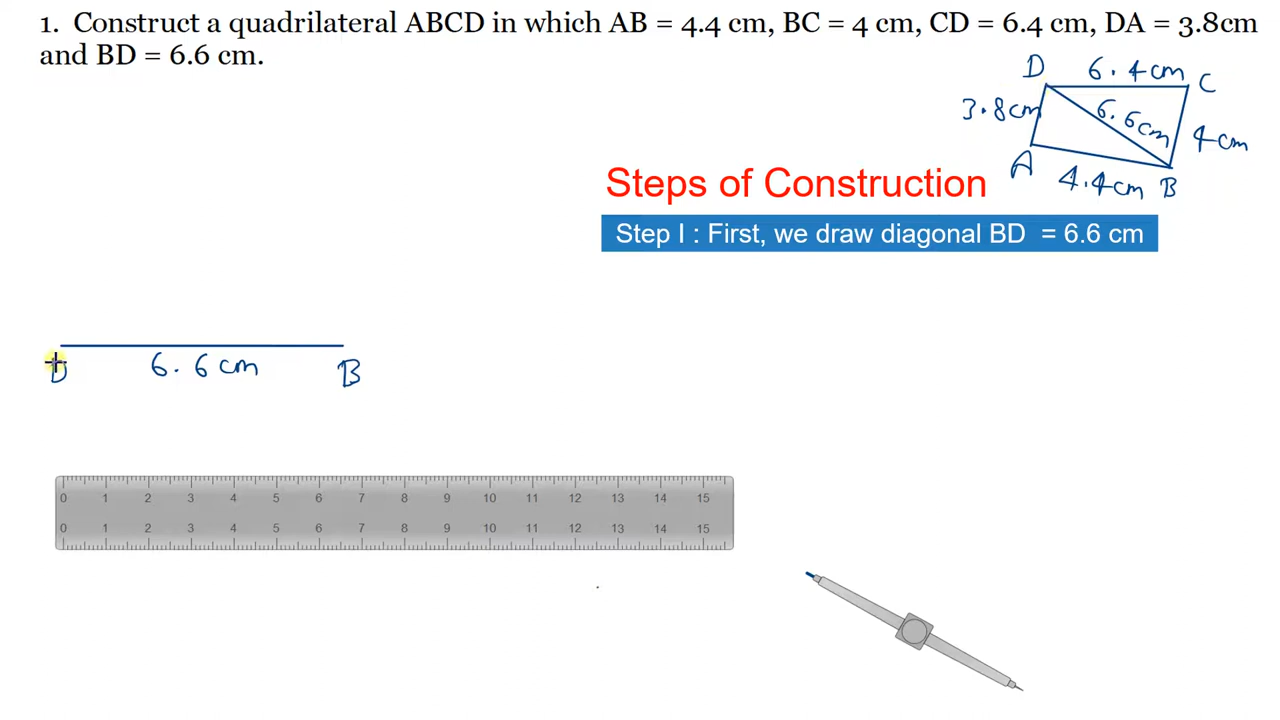 1. Construct a quadrilateral ABCD in which AB = 4.4 cm, BC = 4 cm, CD = 6.4 cm, DA = 3.8cm
and BD = 6.6 cm.
D 6.4cm C
3.8cm 6.6cm 4cm
A 4.4cm B
Steps of Construction
Step I : First, we draw diagonal BD = 6.6 cm
D 6.6 cm B
0 1 2 3 4 5 6 7 8 9 10 11 12 13 14 15
0 1 2 3 4 5 6 7 8 9 10 11 12 13 14 15